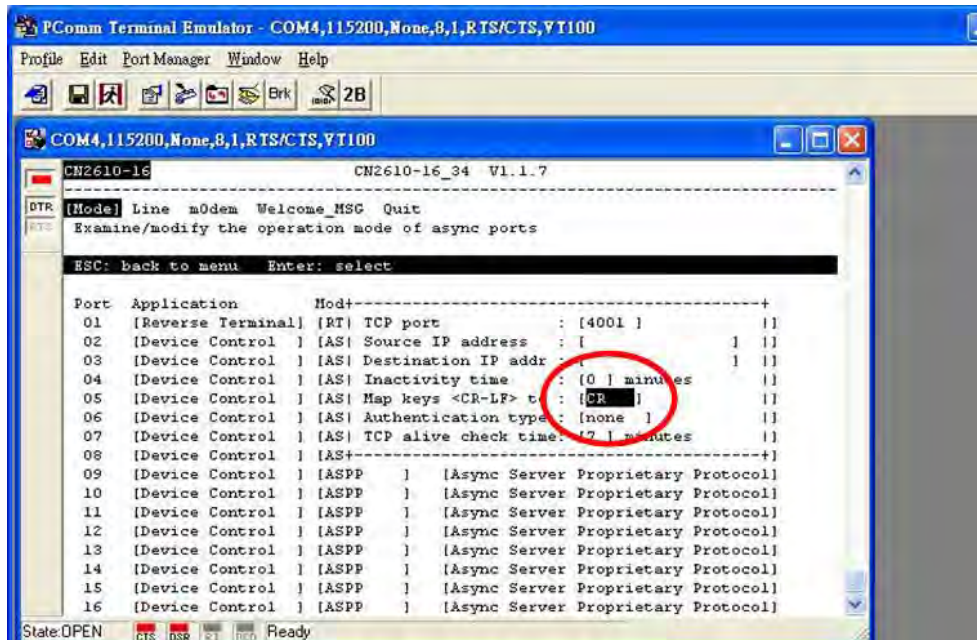 PComm Terminal Emulator - COM4,115200,None,8,1,RTS/CTS,VT100
Profile Edit Port Manager Window Help
Brk 2B
COM4,115200,None,8,1,RTS/CTS,VT100
CN2610-16 CN2610-16_34 V1.1.7
DTR [Mode] Line mOdem Welcome_MSG Quit
RTS Examine/modify the operation mode of async ports
ESC: back to menu Enter: select
Port Application Mod+--------------------------------------------------+
01 [Reverse Terminal] [RT| TCP port : [4001 ] |]
02 [Device Control ] [AS| Source IP address : [ ] |]
03 [Device Control ] [AS| Destination IP addr : [ ] |]
04 [Device Control ] [AS| Inactivity time : [0 ] minutes |]
05 [Device Control ] [AS| Map keys <CR-LF> to : [CR ] |]
06 [Device Control ] [AS| Authentication type: [none ] |]
07 [Device Control ] [AS| TCP alive check time: [7 ] minutes |]
08 [Device Control ] [AS+--------------------------------------------------+]
09 [Device Control ] [ASPP ] [Async Server Proprietary Protocol]
10 [Device Control ] [ASPP ] [Async Server Proprietary Protocol]
11 [Device Control ] [ASPP ] [Async Server Proprietary Protocol]
12 [Device Control ] [ASPP ] [Async Server Proprietary Protocol]
13 [Device Control ] [ASPP ] [Async Server Proprietary Protocol]
14 [Device Control ] [ASPP ] [Async Server Proprietary Protocol]
15 [Device Control ] [ASPP ] [Async Server Proprietary Protocol]
16 [Device Control ] [ASPP ] [Async Server Proprietary Protocol]
State:OPEN CTS DSR RI DCD Ready